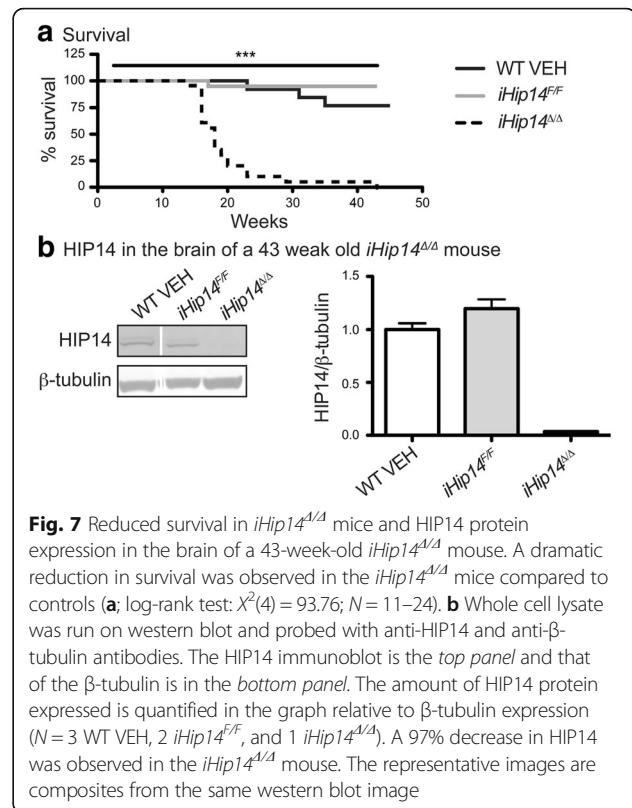 a Survival
125
100
75
50
25
0
% survival
***
0 10 20 30 40 50
Weeks
WT VEH
iHip14F/F
iHip14Δ/Δ
b HIP14 in the brain of a 43 weak old iHip14Δ/Δ mouse
WT VEH iHip14F/F iHip14Δ/Δ
HIP14
β-tubulin
HIP14/β-tubulin
1.5
1.0
0.5
0.0
WT VEH iHip14F/F iHip14Δ/Δ
Fig. 7 Reduced survival in iHip14Δ/Δ mice and HIP14 protein
expression in the brain of a 43-week-old iHip14Δ/Δ mouse. A dramatic
reduction in survival was observed in the iHip14Δ/Δ mice compared to
controls (a; log-rank test: X²(4) = 93.76; N = 11–24). b Whole cell lysate
was run on western blot and probed with anti-HIP14 and anti-β-
tubulin antibodies. The HIP14 immunoblot is the top panel and that
of the β-tubulin is in the bottom panel. The amount of HIP14 protein
expressed is quantified in the graph relative to β-tubulin expression
(N = 3 WT VEH, 2 iHip14F/F, and 1 iHip14Δ/Δ). A 97% decrease in HIP14
was observed in the iHip14Δ/Δ mouse. The representative images are
composites from the same western blot image